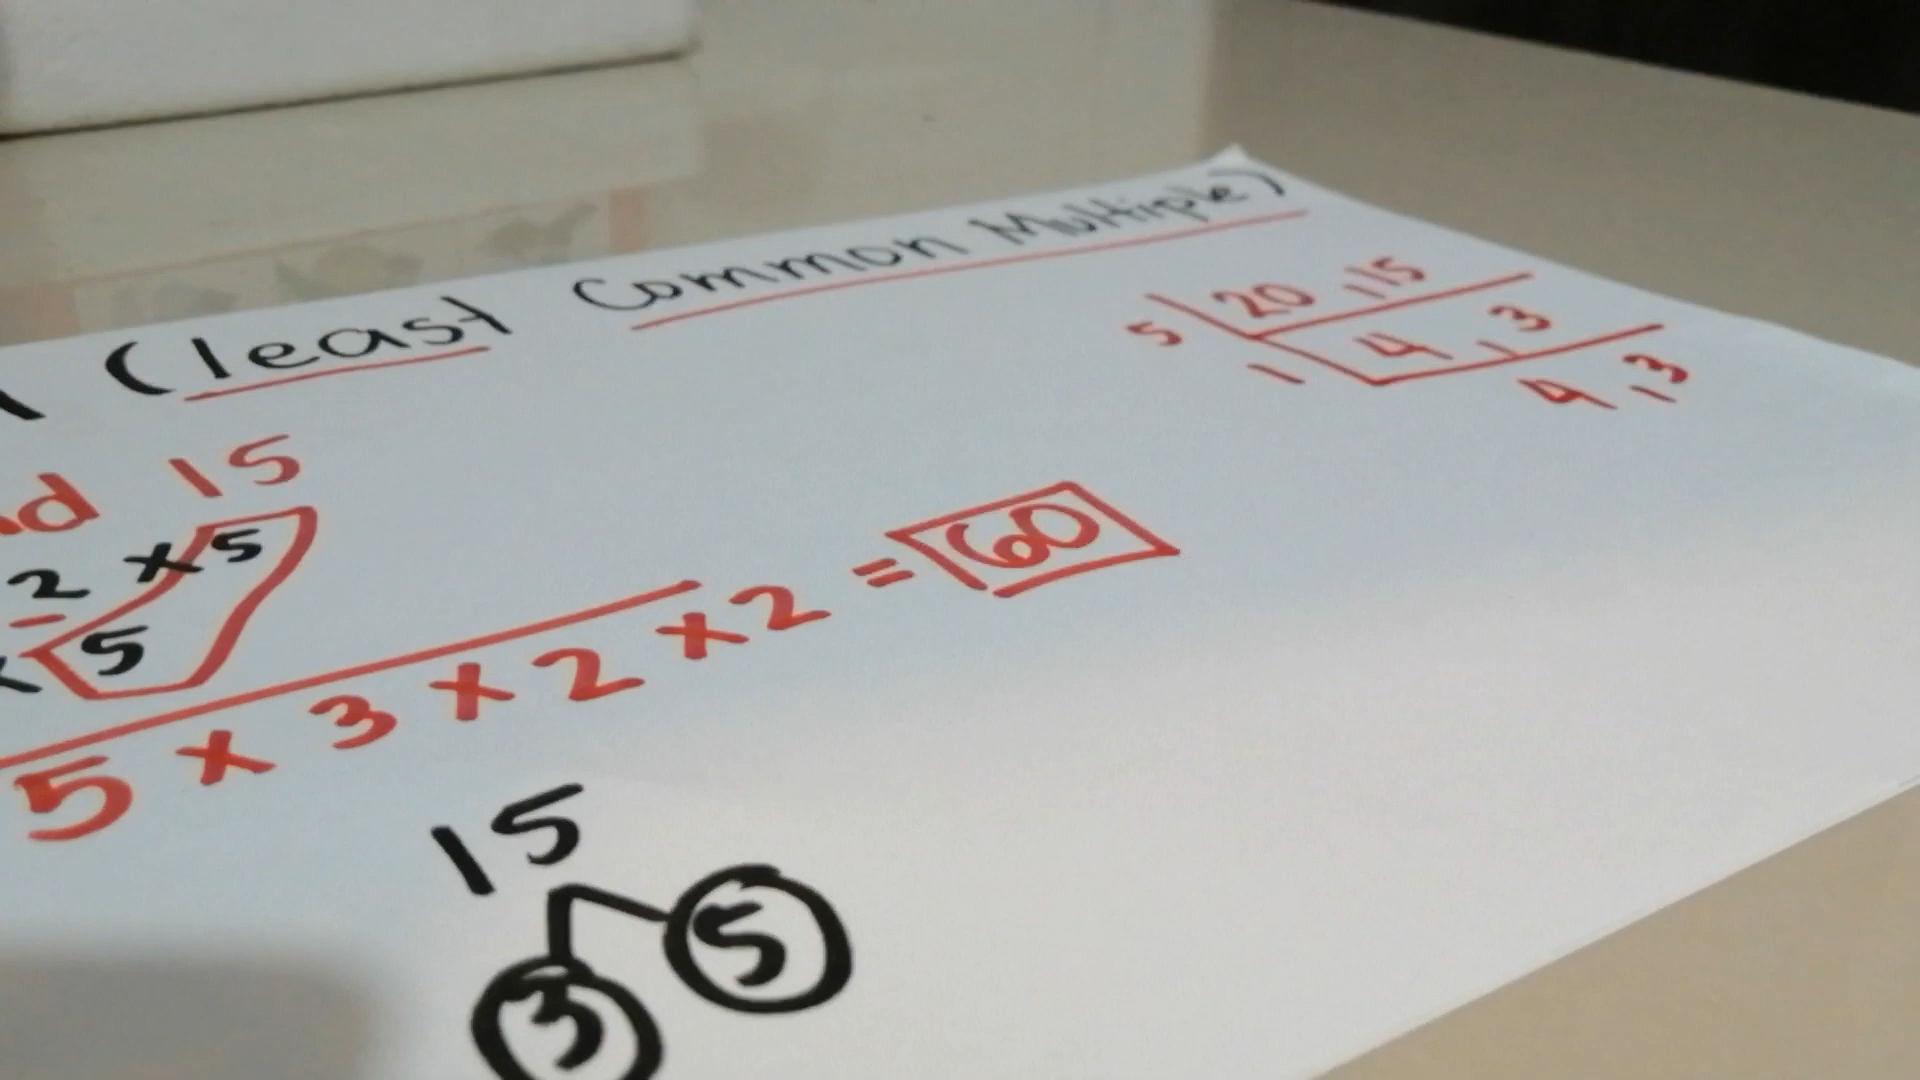 (least Common Multiple)
5 20, 15
1 4, 3
4, 3
15
2 x 5
x 5
5 x 3 x 2 x 2 = 60
15
3 5